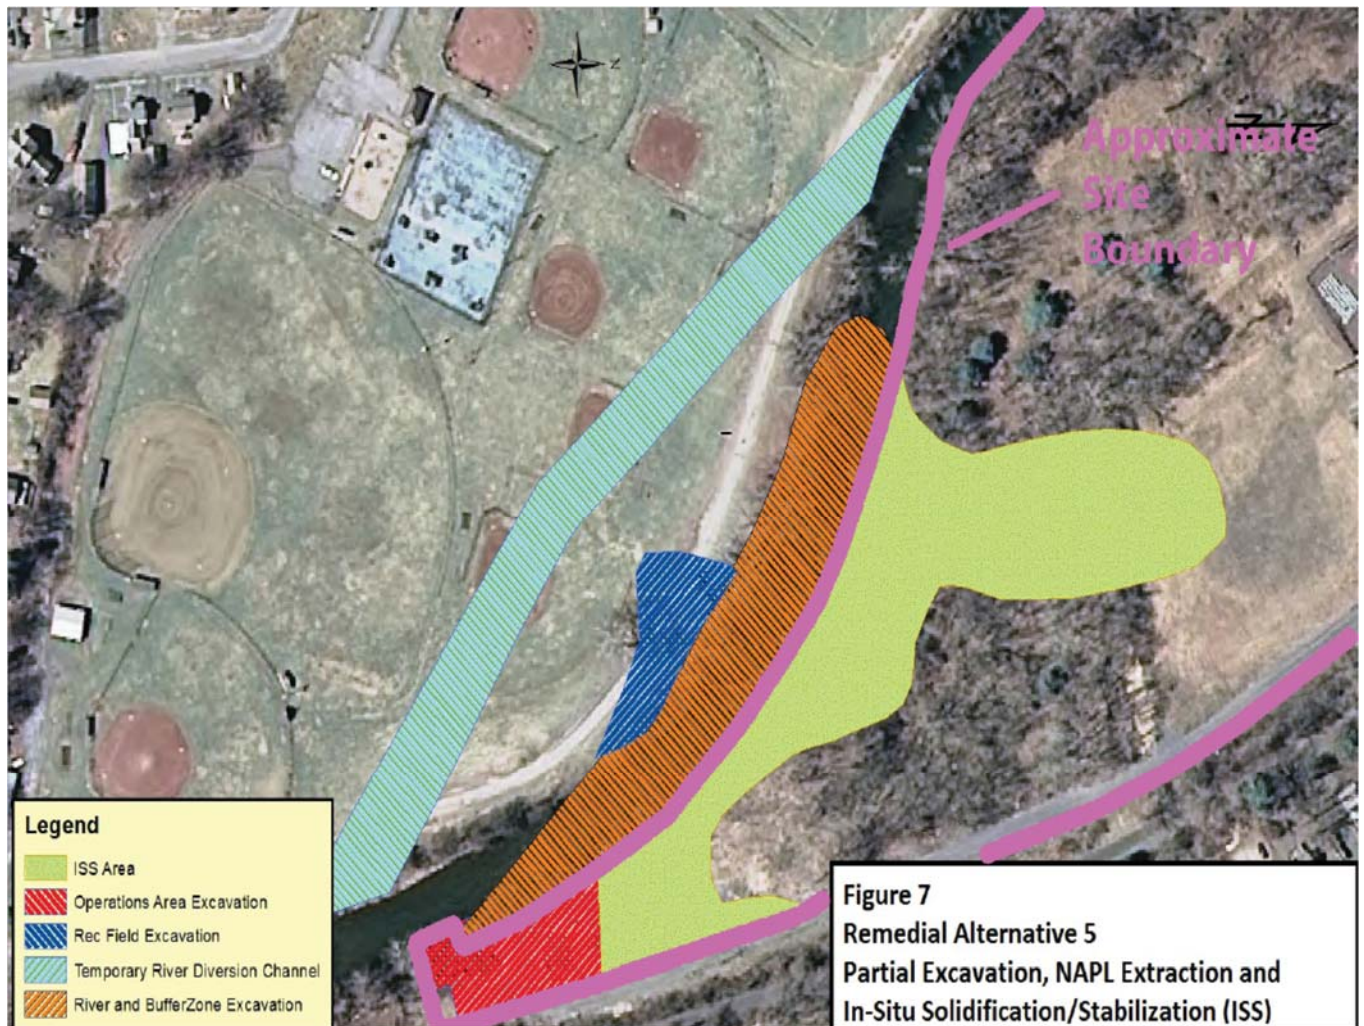 Approximate
Site
Boundary
Legend
ISS Area
Operations Area Excavation
Rec Field Excavation
Temporary River Diversion Channel
River and BufferZone Excavation
Figure 7
Remedial Alternative 5
Partial Excavation, NAPL Extraction and
In-Situ Solidification/Stabilization (ISS)